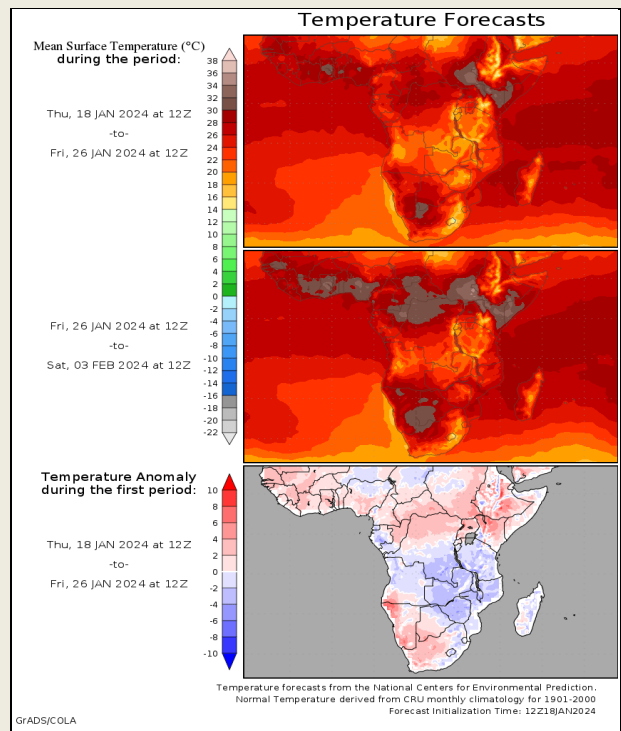 Temperature Forecasts
Mean Surface Temperature (°C)
during the period:
Thu, 18 JAN 2024 at 12Z
-to-
Fri, 26 JAN 2024 at 12Z
38
36
34
32
30
29
28
26
24
22
20
18
16
14
12
10
8
6
4
2
0
-2
-4
-6
-8
-10
-12
-14
-16
-18
-20
-22
Fri, 26 JAN 2024 at 12Z
-to-
Sat, 03 FEB 2024 at 12Z
Temperature Anomaly
during the first period:
Thu, 18 JAN 2024 at 12Z
-to-
Fri, 26 JAN 2024 at 12Z
10
8
6
4
2
0
-2
-4
-6
-8
-10
Temperature forecasts from the National Centers for Environmental Prediction.
Normal Temperature derived from CRU monthly climatology for 1901-2000
Forecast Initialization Time: 12Z18JAN2024
GrADS/COLA